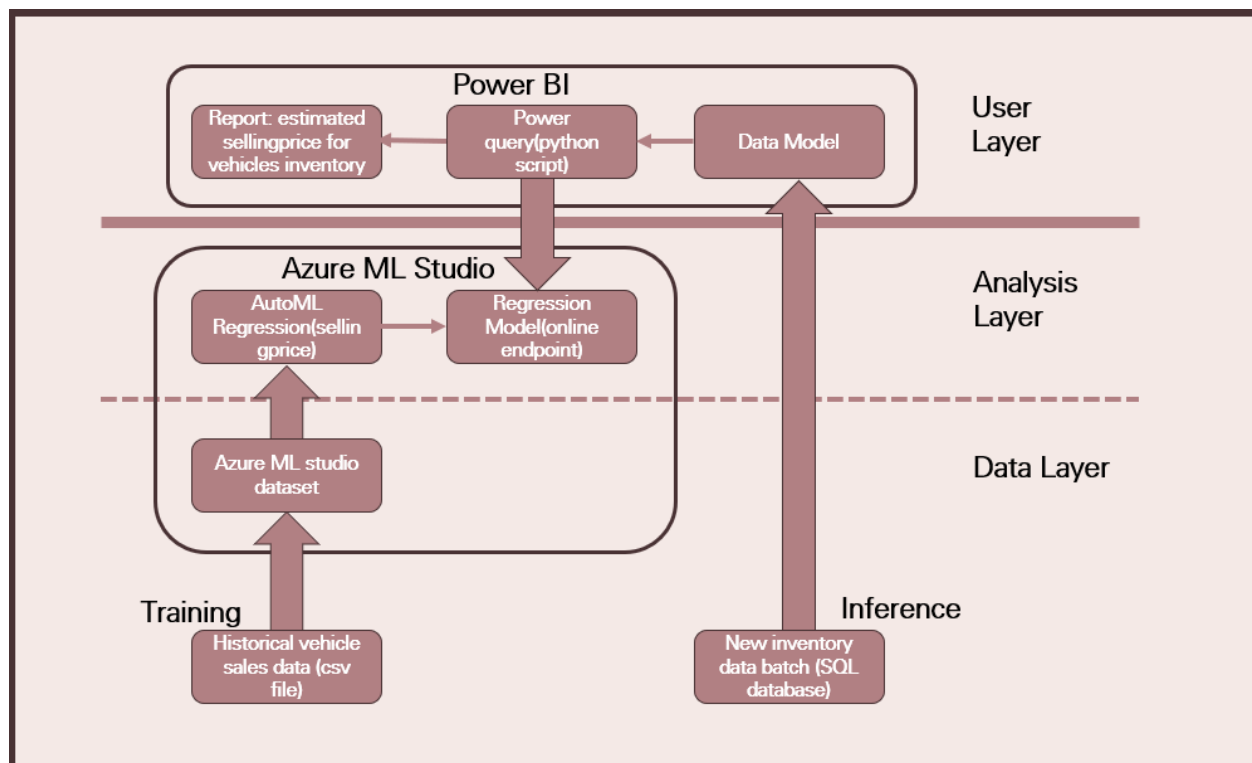 Power BI
Report: estimated
sellingprice for
vehicles inventory
Power
query(python
script)
Data Model
User
Layer
Azure ML Studio
AutoML
Regression(sellin
gprice)
Regression
Model(online
endpoint)
Analysis
Layer
Azure ML studio
dataset
Data Layer
Training
Historical vehicle
sales data (csv
file)
Inference
New inventory
data batch (SQL
database)